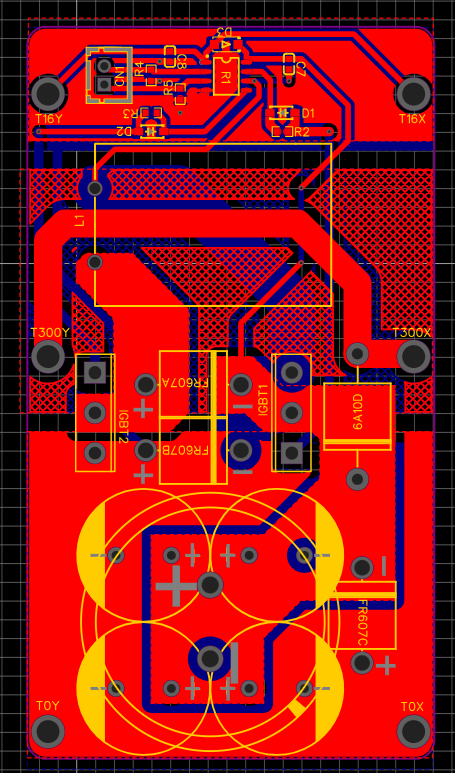 D3
C8
CN1
R4
R6
R1
C7
T16Y
T16X
R3
D1
D2
R2
L1
T300Y
T300X
FR607A
IGBT1
+
−
IGBT2
6A10D
FR607B
+
−
− + + −
+
−
FR607C
−
− + + −
+
T0Y
T0X